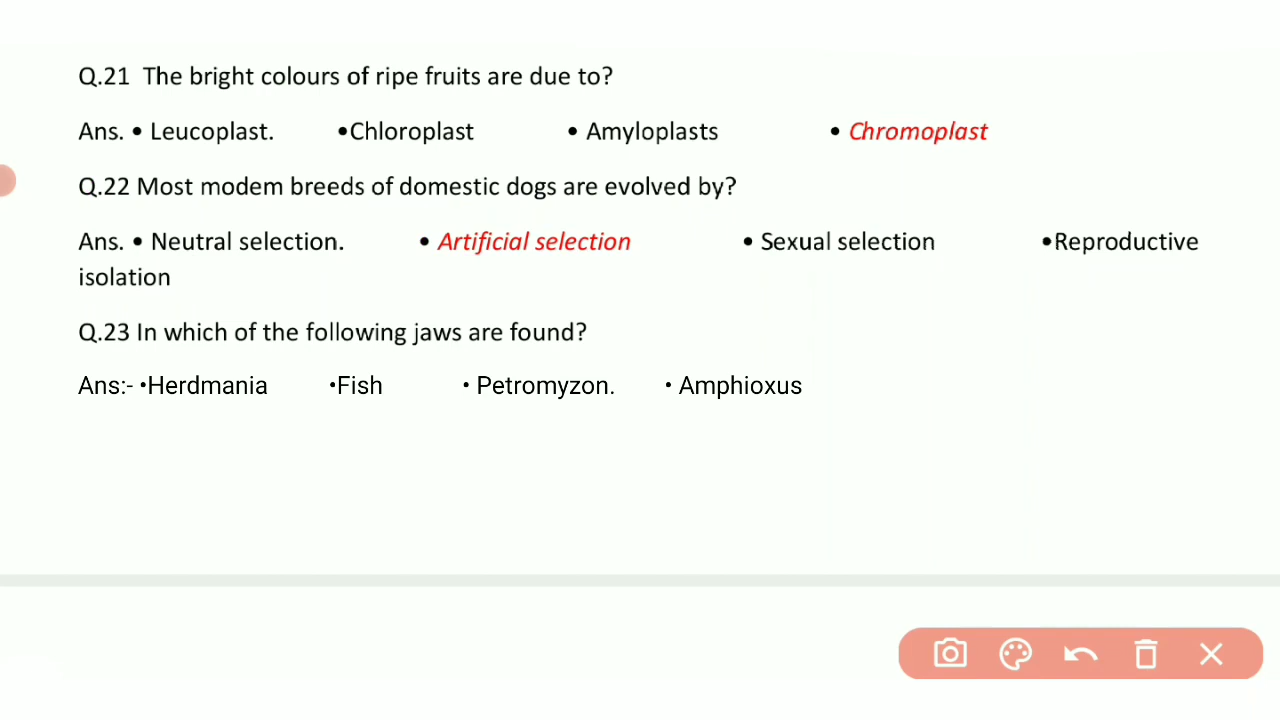 Q.21 The bright colours of ripe fruits are due to?
Ans. • Leucoplast. •Chloroplast • Amyloplasts • Chromoplast
Q.22 Most modem breeds of domestic dogs are evolved by?
Ans. • Neutral selection. • Artificial selection • Sexual selection •Reproductive
isolation
Q.23 In which of the following jaws are found?
Ans:- •Herdmania •Fish • Petromyzon. • Amphioxus